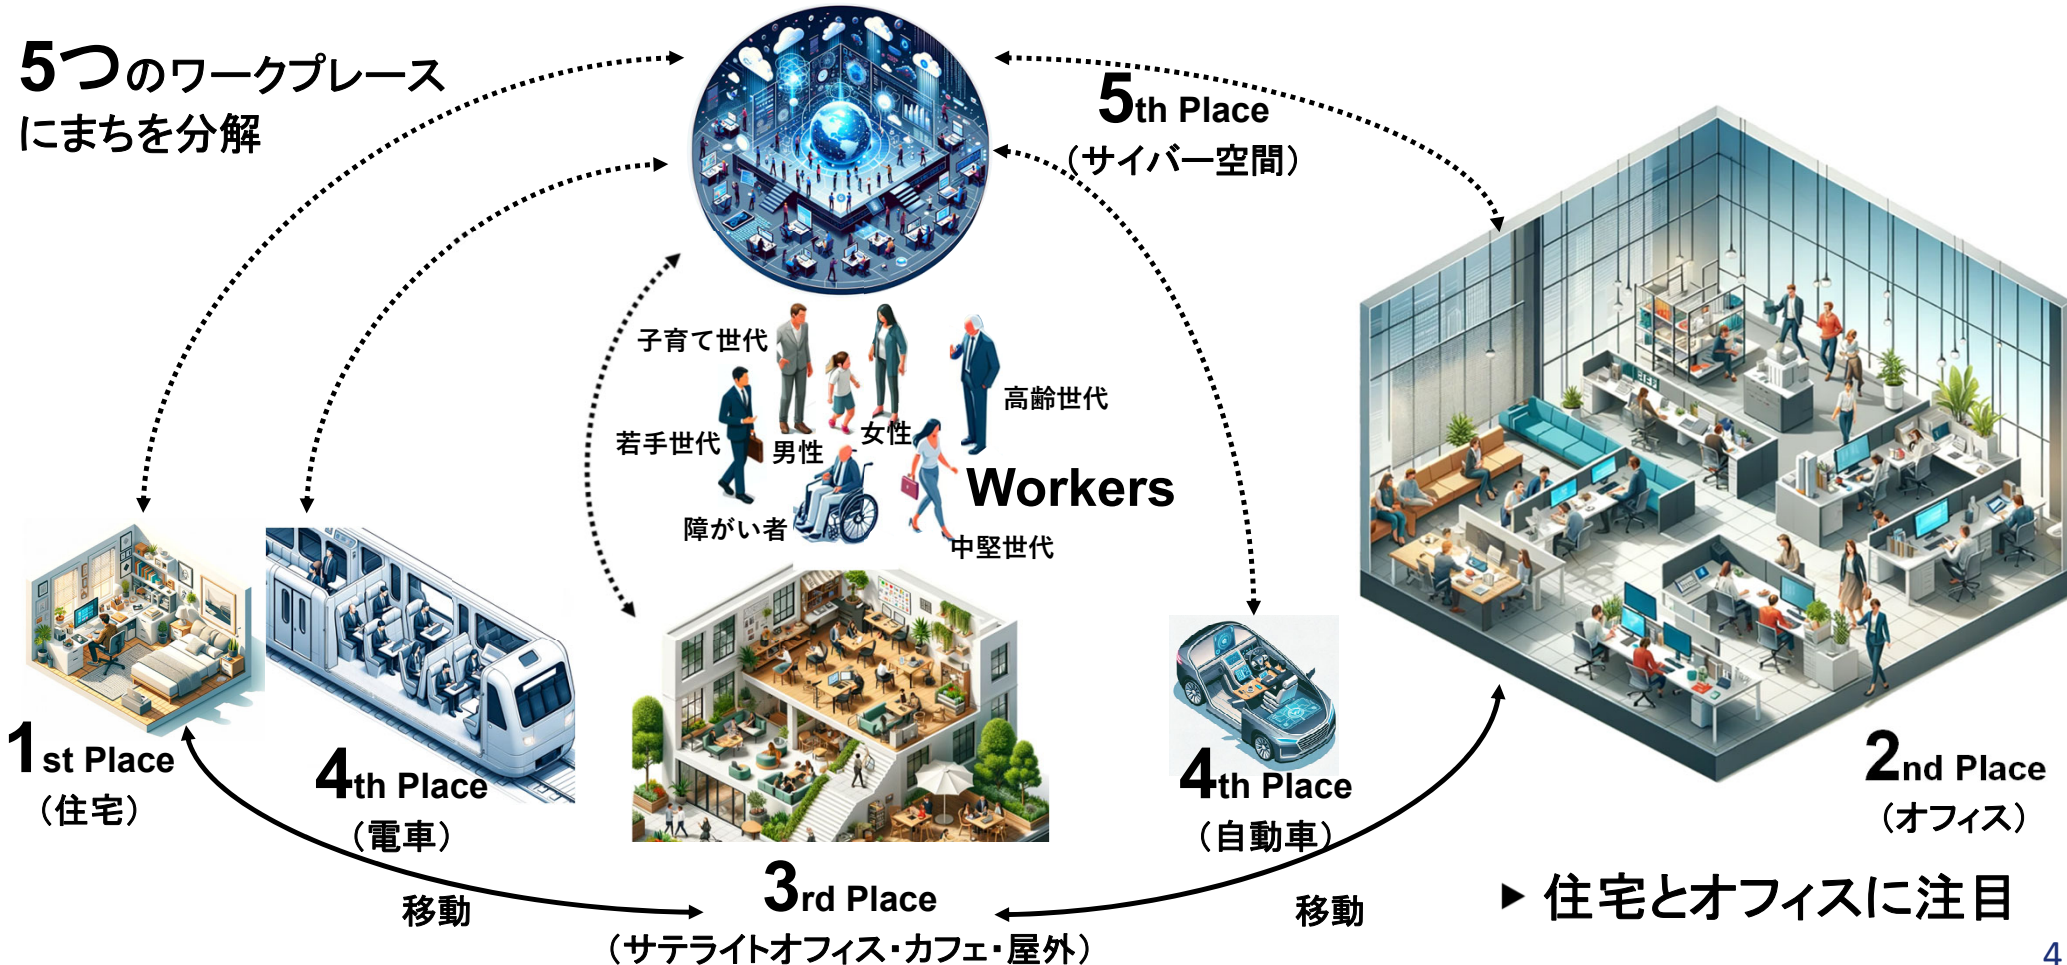 5つのワークプレース
にまちを分解
5th Place
（サイバー空間）
子育て世代
高齢世代
若手世代
男性
女性
Workers
障がい者
中堅世代
1st Place
（住宅）
4th Place
（電車）
4th Place
（自動車）
2nd Place
（オフィス）
3rd Place
（サテライトオフィス・カフェ・屋外）
移動
移動
▶ 住宅とオフィスに注目
4